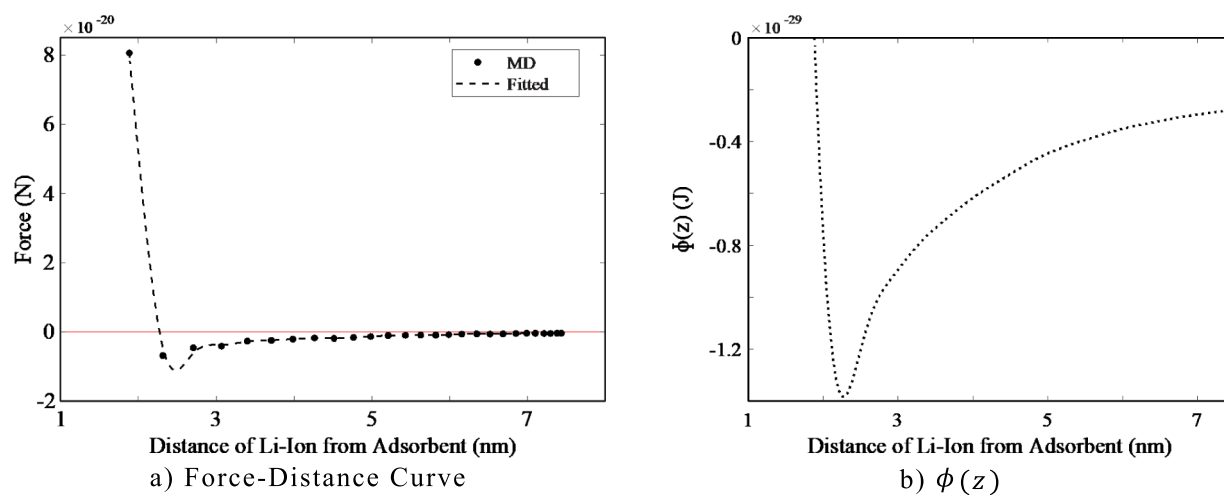 × 10 -20
8
6
4
2
0
-2
1
3
5
7
Force (N)
MD
Fitted
Distance of Li-Ion from Adsorbent (nm)
a) Force-Distance Curve
× 10 -29
0
-0.4
-0.8
-1.2
1
3
5
7
ϕ(z) (J)
Distance of Li-Ion from Adsorbent (nm)
b) ϕ(z)